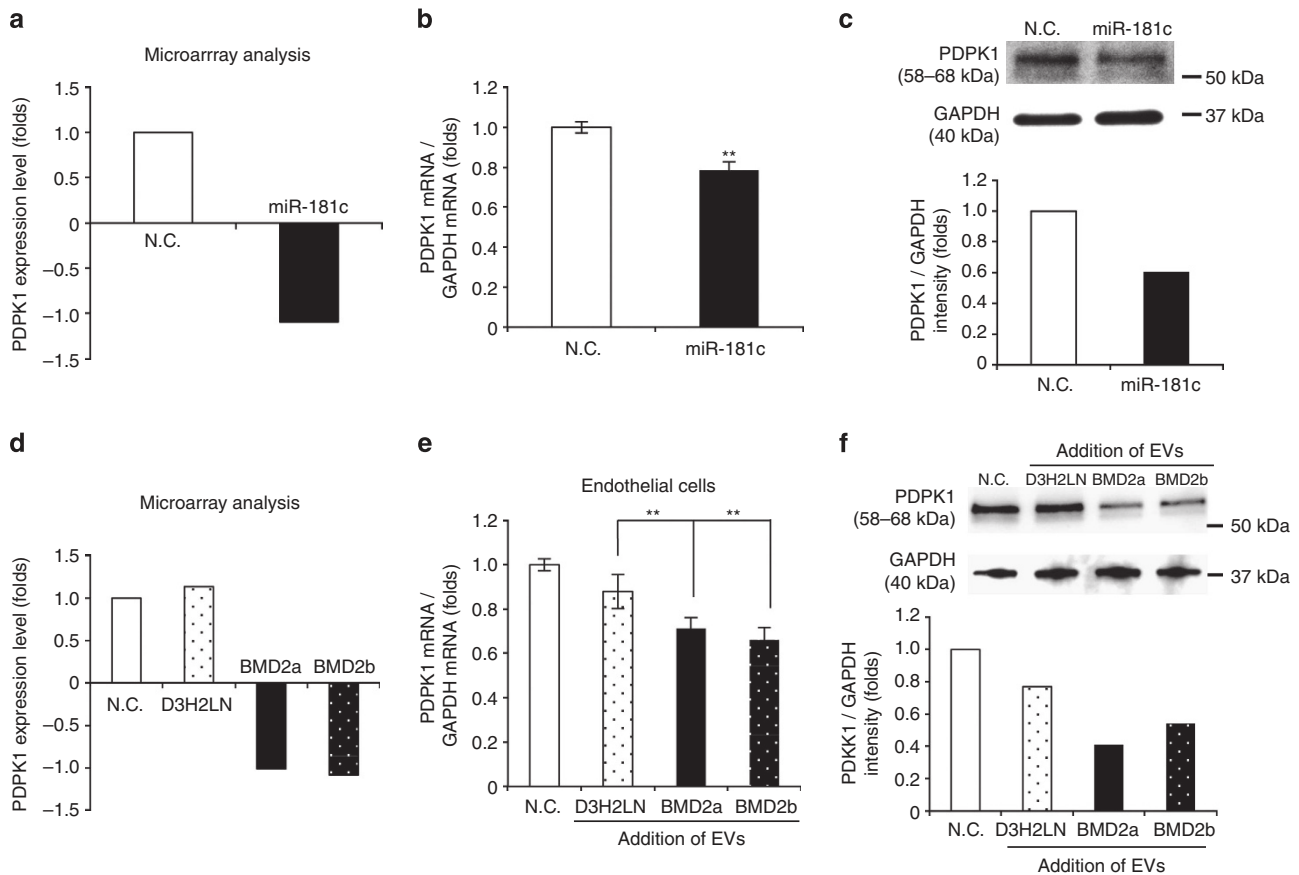 a
Microarrray analysis
PDPK1 expression level (folds)
1.5
1.0
0.5
0
−0.5
−1.0
−1.5
N.C.
miR-181c
b
PDPK1 mRNA /
GAPDH mRNA (folds)
1.2
1.0
0.8
0.6
0.4
0.2
0
**
N.C.
miR-181c
c
N.C. miR-181c
PDPK1
(58–68 kDa)
50 kDa
GAPDH
(40 kDa)
37 kDa
PDPK1 / GAPDH
intensity (folds)
1.2
1.0
0.8
0.6
0.4
0.2
0
N.C.
miR-181c
d
Microarray analysis
PDPK1 expression level (folds)
1.5
1.0
0.5
0
−0.5
−1.0
−1.5
BMD2a BMD2b
N.C. D3H2LN
e
Endothelial cells
PDPK1 mRNA /
GAPDH mRNA (folds)
1.2
1.0
0.8
0.6
0.4
0.2
0
** **
N.C. D3H2LN BMD2a BMD2b
Addition of EVs
f
Addition of EVs
N.C. D3H2LN BMD2a BMD2b
PDPK1
(58–68 kDa)
50 kDa
GAPDH
(40 kDa)
37 kDa
PDKK1 / GAPDH
intensity (folds)
1.2
1.0
0.8
0.6
0.4
0.2
0
N.C. D3H2LN BMD2a BMD2b
Addition of EVs